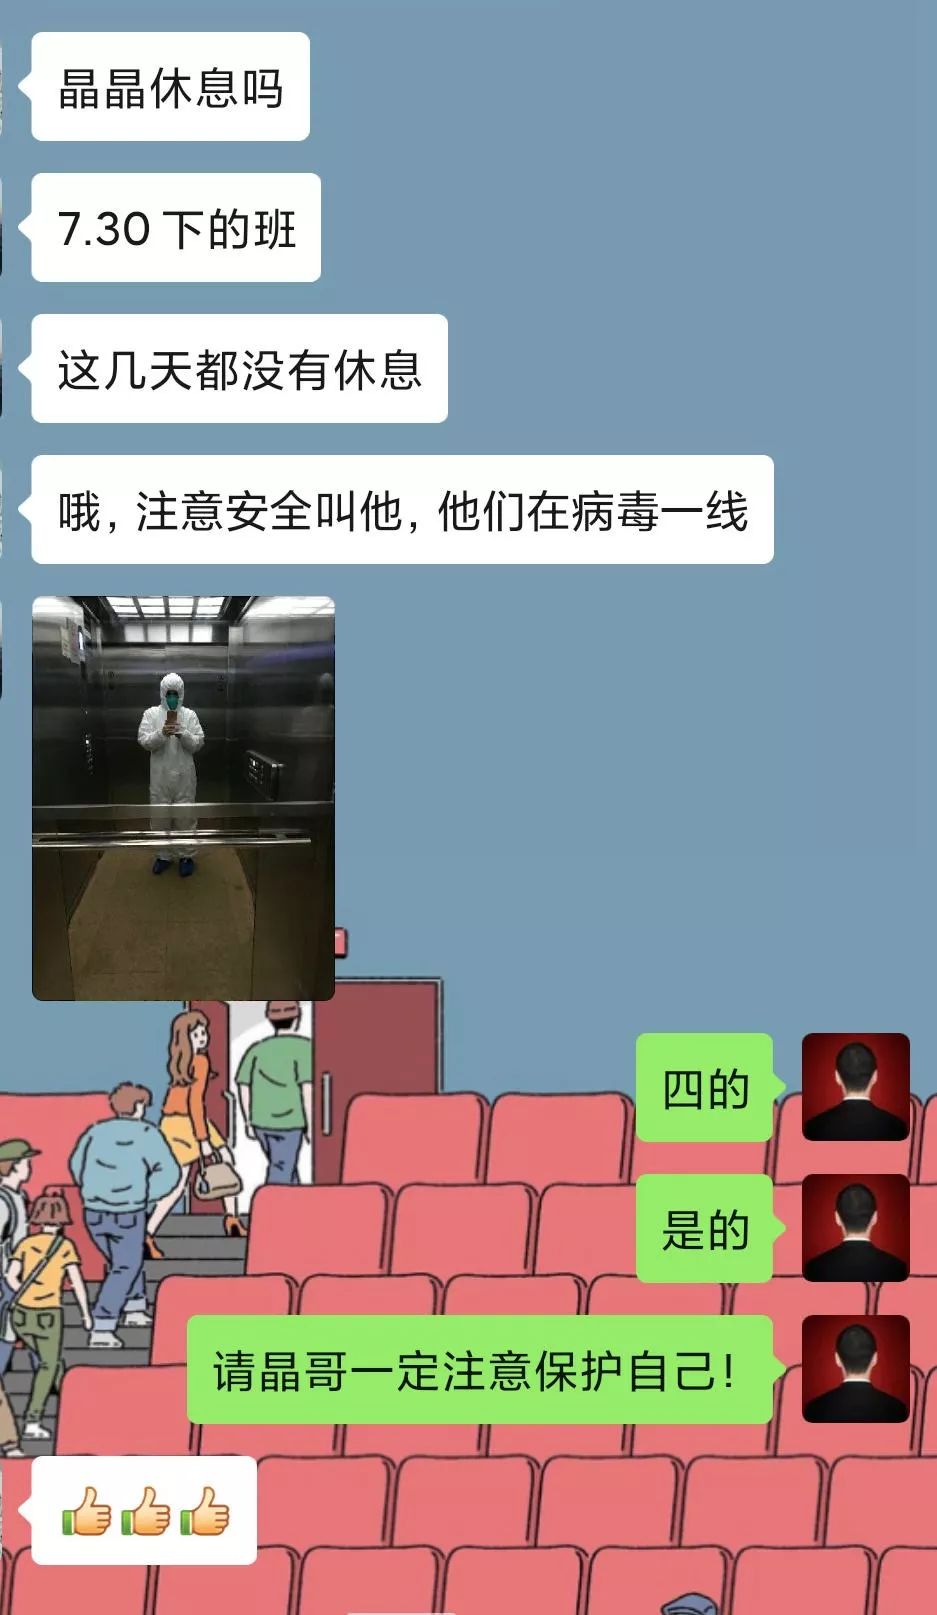 晶晶休息吗
7.30下的班
这几天都没有休息
哦，注意安全叫他，他们在病毒一线
四的
是的
请晶哥一定注意保护自己！